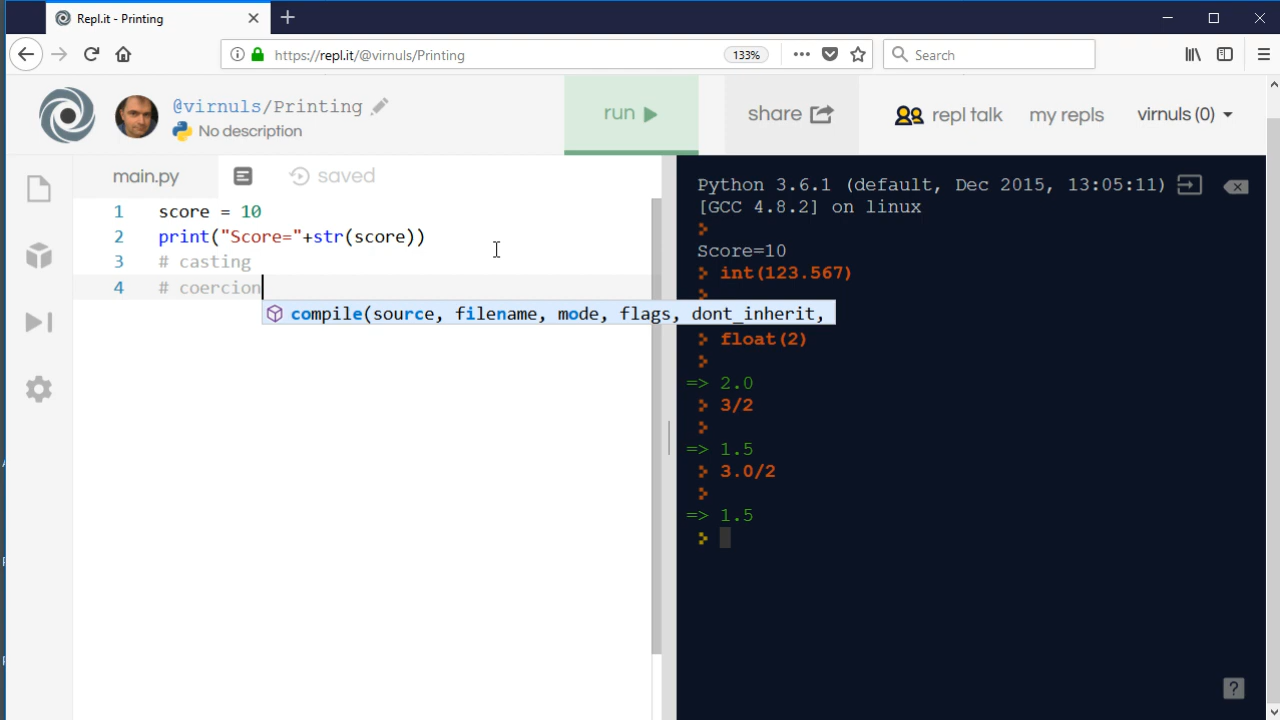 Repl.it - Printing
https://repl.it/@virnuls/Printing
133%
Search
@virnuls/Printing
No description
run
share
repl talk
my repls
virnuls (0)
main.py
saved
1 score = 10
2 print("Score="+str(score))
3 # casting
4 # coercion
compile(source, filename, mode, flags, dont_inherit,
Python 3.6.1 (default, Dec 2015, 13:05:11)
[GCC 4.8.2] on linux
Score=10
int(123.567)
float(2)
=> 2.0
3/2
=> 1.5
3.0/2
=> 1.5
?